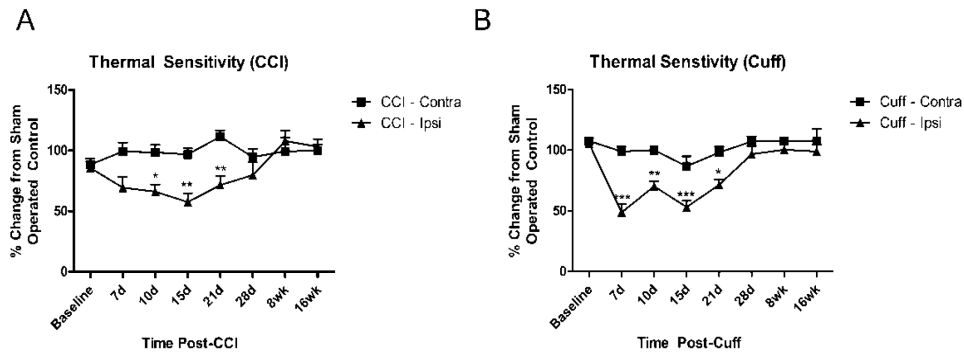 A
Thermal Sensitivity (CCI)
% Change from Sham
Operated Control
150
100
50
0
*
**
**
CCI - Contra
CCI - Ipsi
Baseline
7d
10d
15d
21d
28d
8wk
16wk
Time Post-CCI
B
Thermal Senstivity (Cuff)
% Change from Sham
Operated Control
150
100
50
0
***
**
***
*
Cuff - Contra
Cuff - Ipsi
Baseline
7d
10d
15d
21d
28d
8wk
16wk
Time Post-Cuff